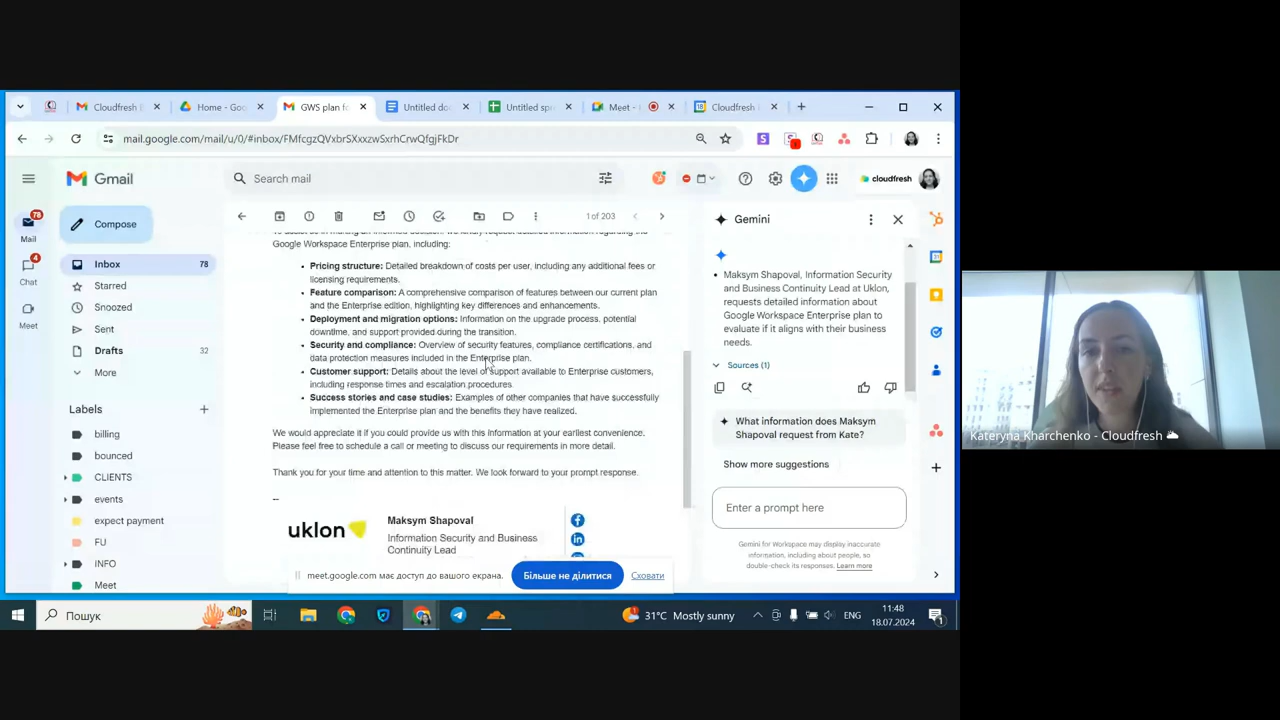 Cloudfresh
Home - Goo
GWS plan fo
Untitled doc
Untitled spr
Meet -
Cloudfresh
mail.google.com/mail/u/0/#inbox/FMfcgzQVxbrSXxxzwSxrhCrwQfgjFkDr
Gmail
Search mail
cloudfresh
78
Mail
4
Chat
Meet
Compose
Inbox 78
Starred
Snoozed
Sent
Drafts 32
More
Labels
billing
bounced
CLIENTS
events
expect payment
FU
INFO
Meet
1 of 203
Google Workspace Enterprise plan, including:
• Pricing structure: Detailed breakdown of costs per user, including any additional fees or
licensing requirements.
• Feature comparison: A comprehensive comparison of features between our current plan
and the Enterprise edition, highlighting key differences and enhancements.
• Deployment and migration options: Information on the upgrade process, potential
downtime, and support provided during the transition.
• Security and compliance: Overview of security features, compliance certifications, and
data protection measures included in the Enterprise plan.
• Customer support: Details about the level of support available to Enterprise customers,
including response times and escalation procedures.
• Success stories and case studies: Examples of other companies that have successfully
implemented the Enterprise plan and the benefits they have realized.
We would appreciate it if you could provide us with this information at your earliest convenience.
Please feel free to schedule a call or meeting to discuss our requirements in more detail.
Thank you for your time and attention to this matter. We look forward to your prompt response.
--
uklon
Maksym Shapoval
Information Security and Business
Continuity Lead
Gemini
• Maksym Shapoval, Information Security
and Business Continuity Lead at Uklon,
requests detailed information about
Google Workspace Enterprise plan to
evaluate if it aligns with their business
needs.
Sources (1)
What information does Maksym
Shapoval request from Kate?
Show more suggestions
Enter a prompt here
Gemini for Workspace may display inaccurate
information, including about people, so
double-check its responses. Learn more
meet.google.com має доступ до вашого екрана.
Більше не ділитися
Сховати
Kateryna Kharchenko - Cloudfresh
Пошук
31°C Mostly sunny
ENG
11:48
18.07.2024